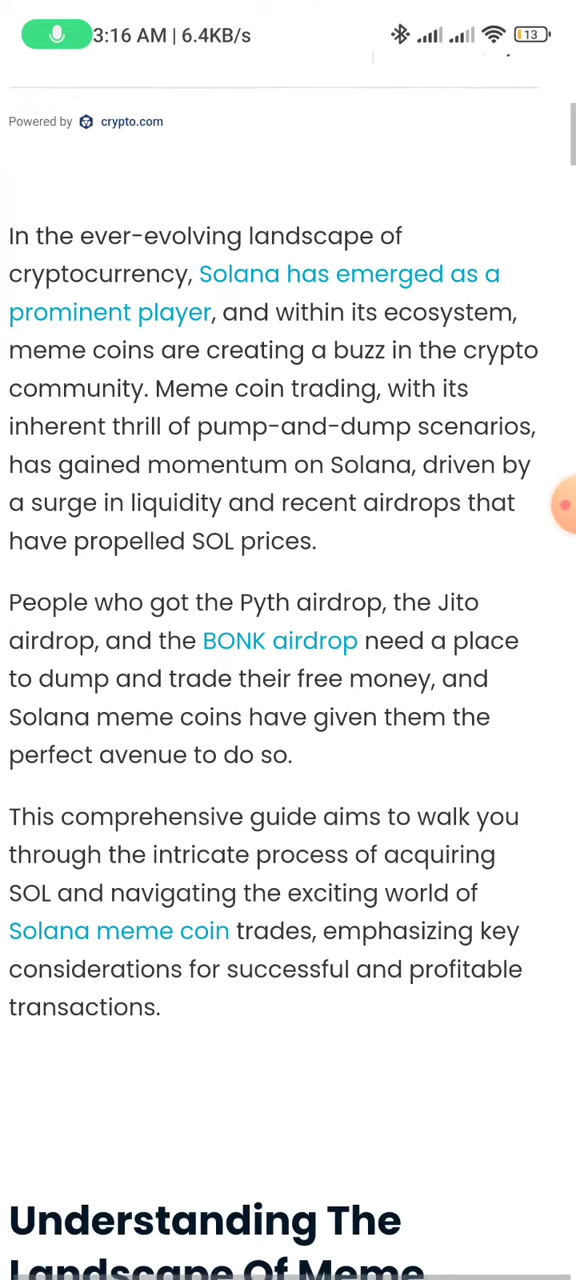 3:16 AM | 6.4KB/s
13
Powered by crypto.com
In the ever-evolving landscape of
cryptocurrency, Solana has emerged as a
prominent player, and within its ecosystem,
meme coins are creating a buzz in the crypto
community. Meme coin trading, with its
inherent thrill of pump-and-dump scenarios,
has gained momentum on Solana, driven by
a surge in liquidity and recent airdrops that
have propelled SOL prices.
People who got the Pyth airdrop, the Jito
airdrop, and the BONK airdrop need a place
to dump and trade their free money, and
Solana meme coins have given them the
perfect avenue to do so.
This comprehensive guide aims to walk you
through the intricate process of acquiring
SOL and navigating the exciting world of
Solana meme coin trades, emphasizing key
considerations for successful and profitable
transactions.
Understanding The
Landscape Of Meme